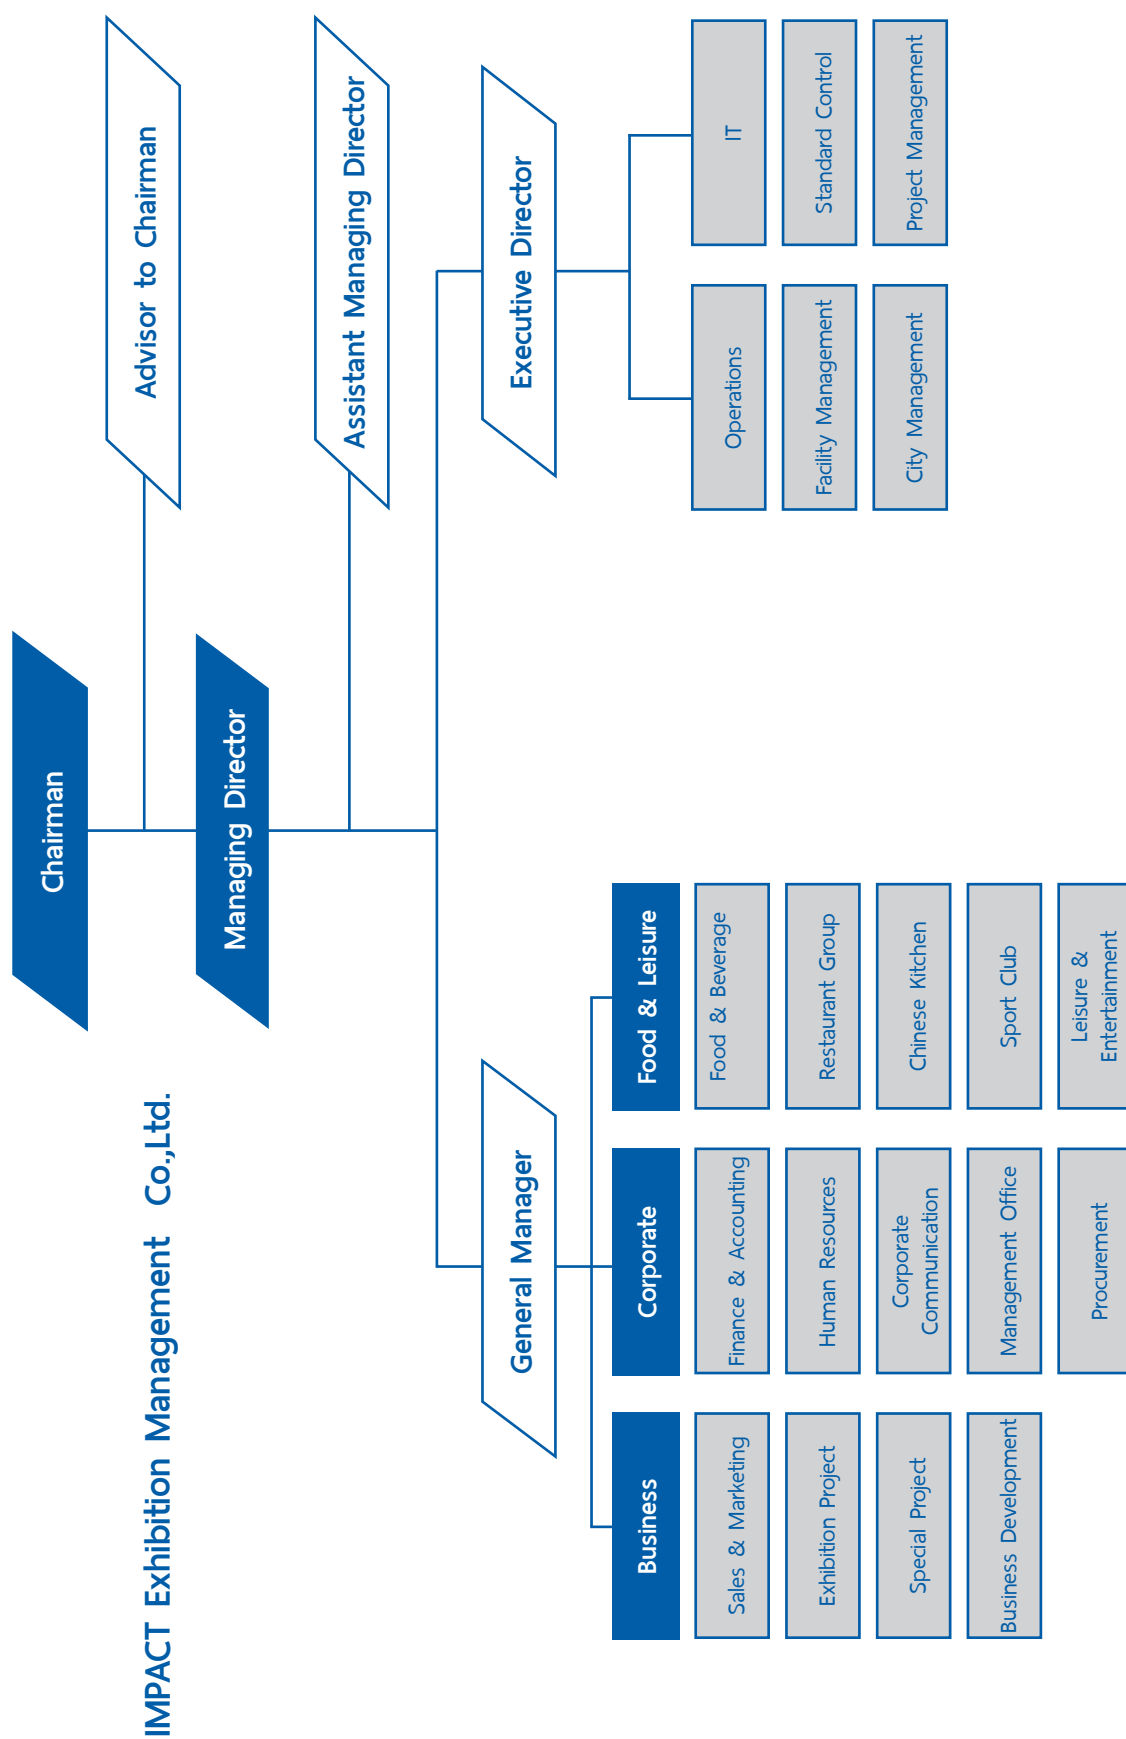 IMPACT Exhibition Management Co.,Ltd.
Chairman
Advisor to Chairman
Managing Director
Assistant Managing Director
General Manager
Executive Director
Business
Sales & Marketing
Exhibition Project
Special Project
Business Development
Corporate
Finance & Accounting
Human Resources
Corporate
Communication
Management Office
Procurement
Food & Leisure
Food & Beverage
Restaurant Group
Chinese Kitchen
Sport Club
Leisure &
Entertainment
Operations
Facility Management
City Management
IT
Standard Control
Project Management